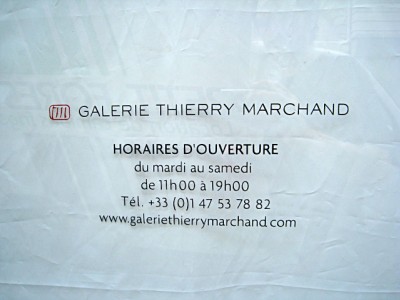 GALERIE THIERRY MARCHAND
HORAIRES D'OUVERTURE
du mardi au samedi
de 11h00 à 19h00
Tél. +33 (0)1 47 53 78 82
www.galeriethierrymarchand.com